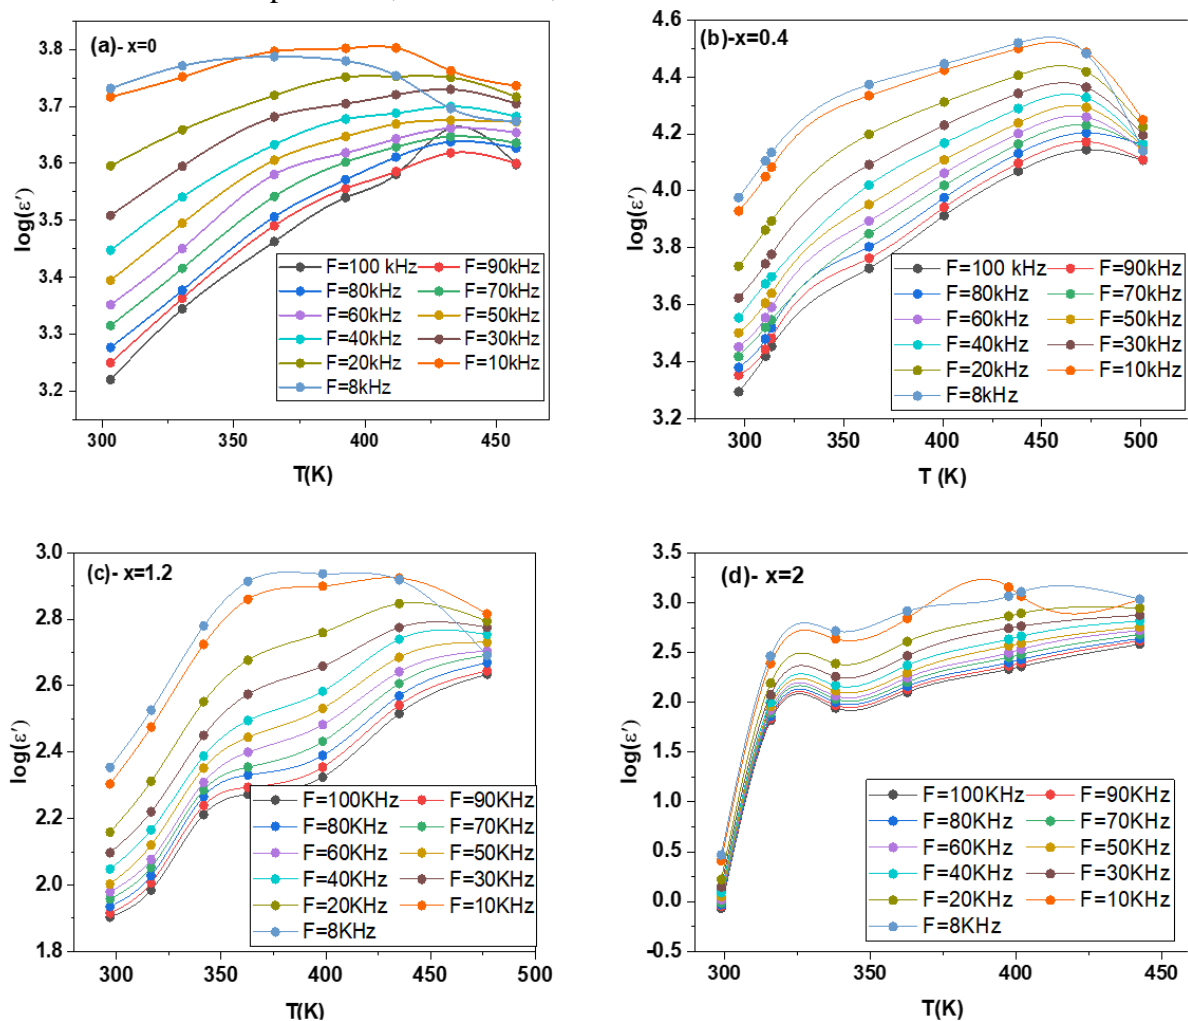 (a)- x=0
log(ε′)
3.8
3.7
3.6
3.5
3.4
3.3
3.2
F=100 kHz F=90kHz
F=80kHz F=70kHz
F=60kHz F=50kHz
F=40kHz F=30kHz
F=20kHz F=10kHz
F=8kHz
300 350 400 450
T(K)
(b)-x=0.4
log(ε′)
4.6
4.4
4.2
4.0
3.8
3.6
3.4
3.2
F=100 kHz F=90kHz
F=80kHz F=70kHz
F=60kHz F=50kHz
F=40kHz F=30kHz
F=20kHz F=10kHz
F=8kHz
300 350 400 450 500
T (K)
(c)- x=1.2
log(ε′)
3.0
2.8
2.6
2.4
2.2
2.0
1.8
F=100KHz F=90KHz
F=80KHz F=70KHz
F=60KHz F=50KHz
F=40KHz F=30KHz
F=20KHz F=10KHz
F=8KHz
300 350 400 450 500
T(K)
(d)- x=2
log(ε′)
3.5
3.0
2.5
2.0
1.5
1.0
0.5
0.0
-0.5
F=100KHz F=90KHz
F=80KHz F=70KHz
F=60KHz F=50KHz
F=40KHz F=30KHz
F=20KHz F=10KHz
F=8KHz
300 350 400 450
T(K)